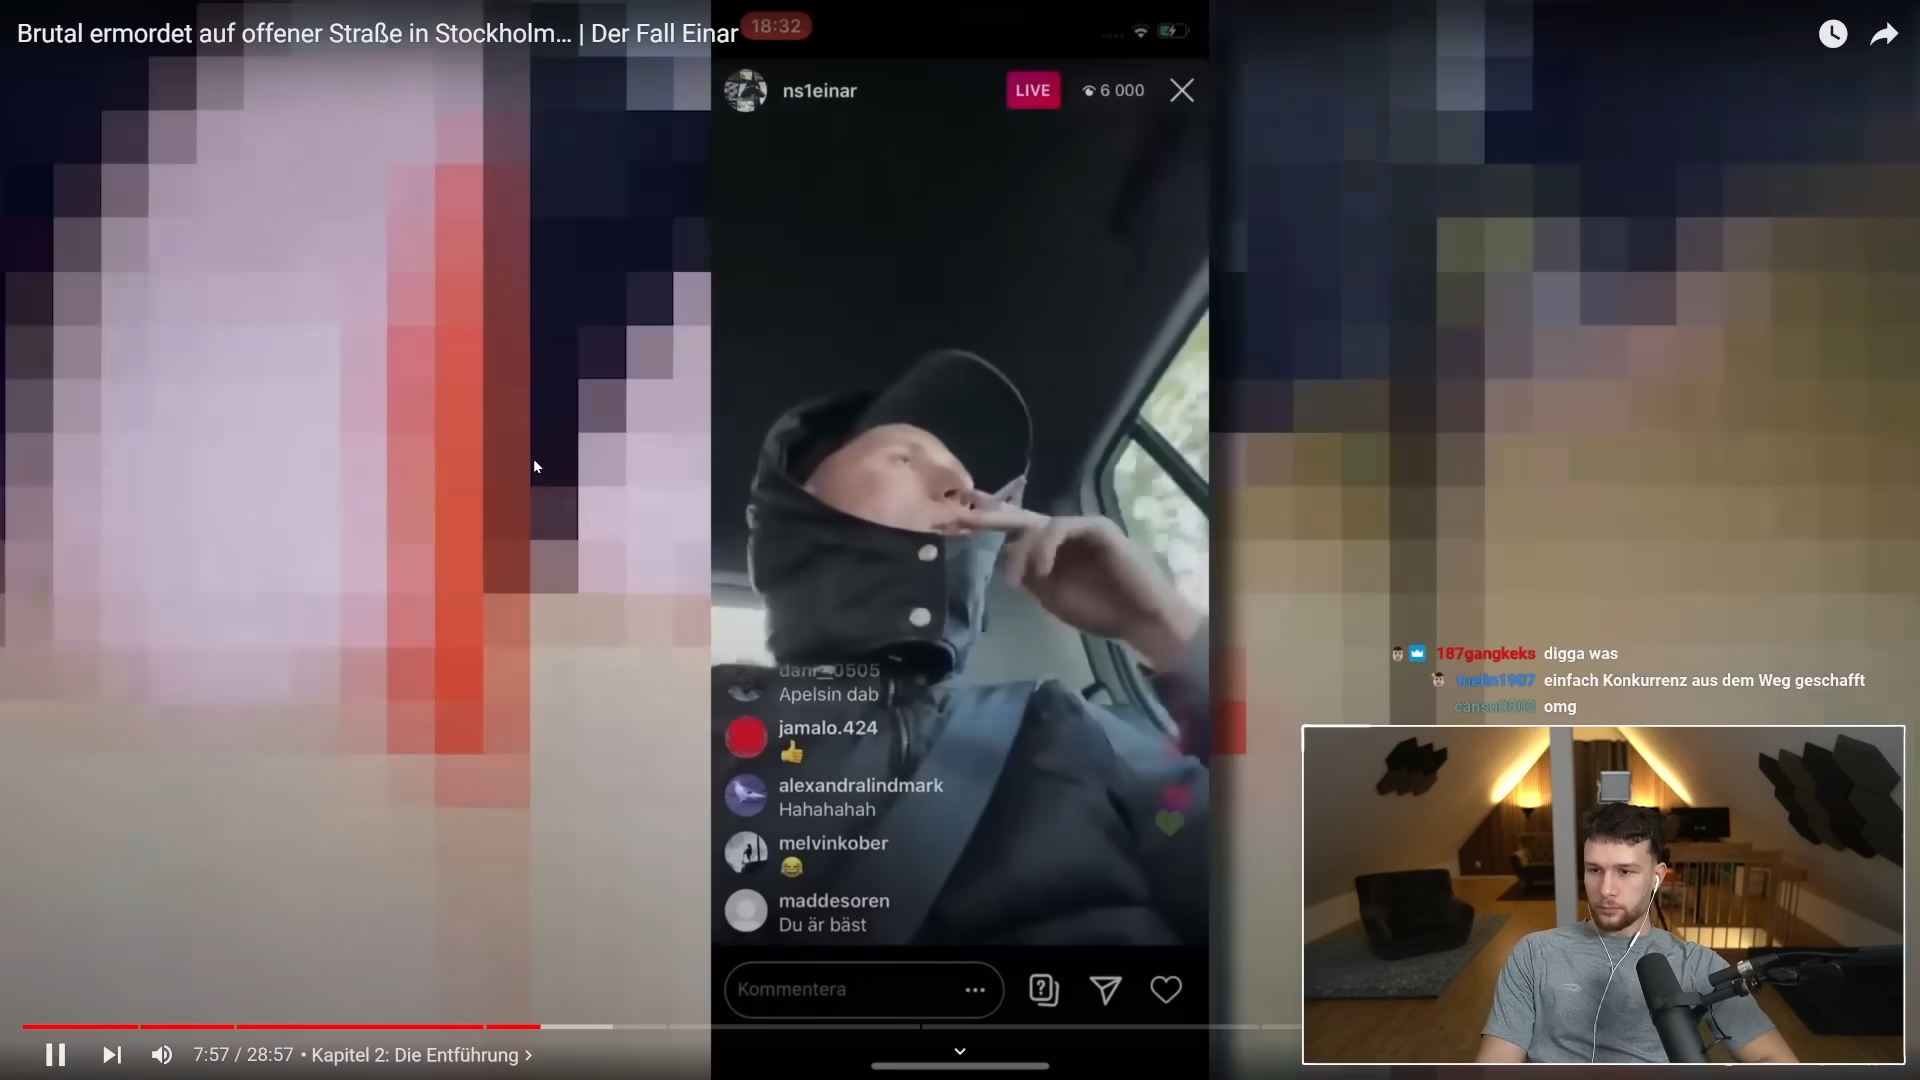 Brutal ermordet auf offener Straße in Stockholm... | Der Fall Einar
18:32
ns1einar
LIVE
6 000
Apelsin dab
jamalo.424
alexandralindmark
Hahahahah
melvinkober
maddesoren
Du är bäst
Kommentera
187gangkeks digga was
einfach Konkurrenz aus dem Weg geschafft
cansu0805 omg
7:57 / 28:57 • Kapitel 2: Die Entführung